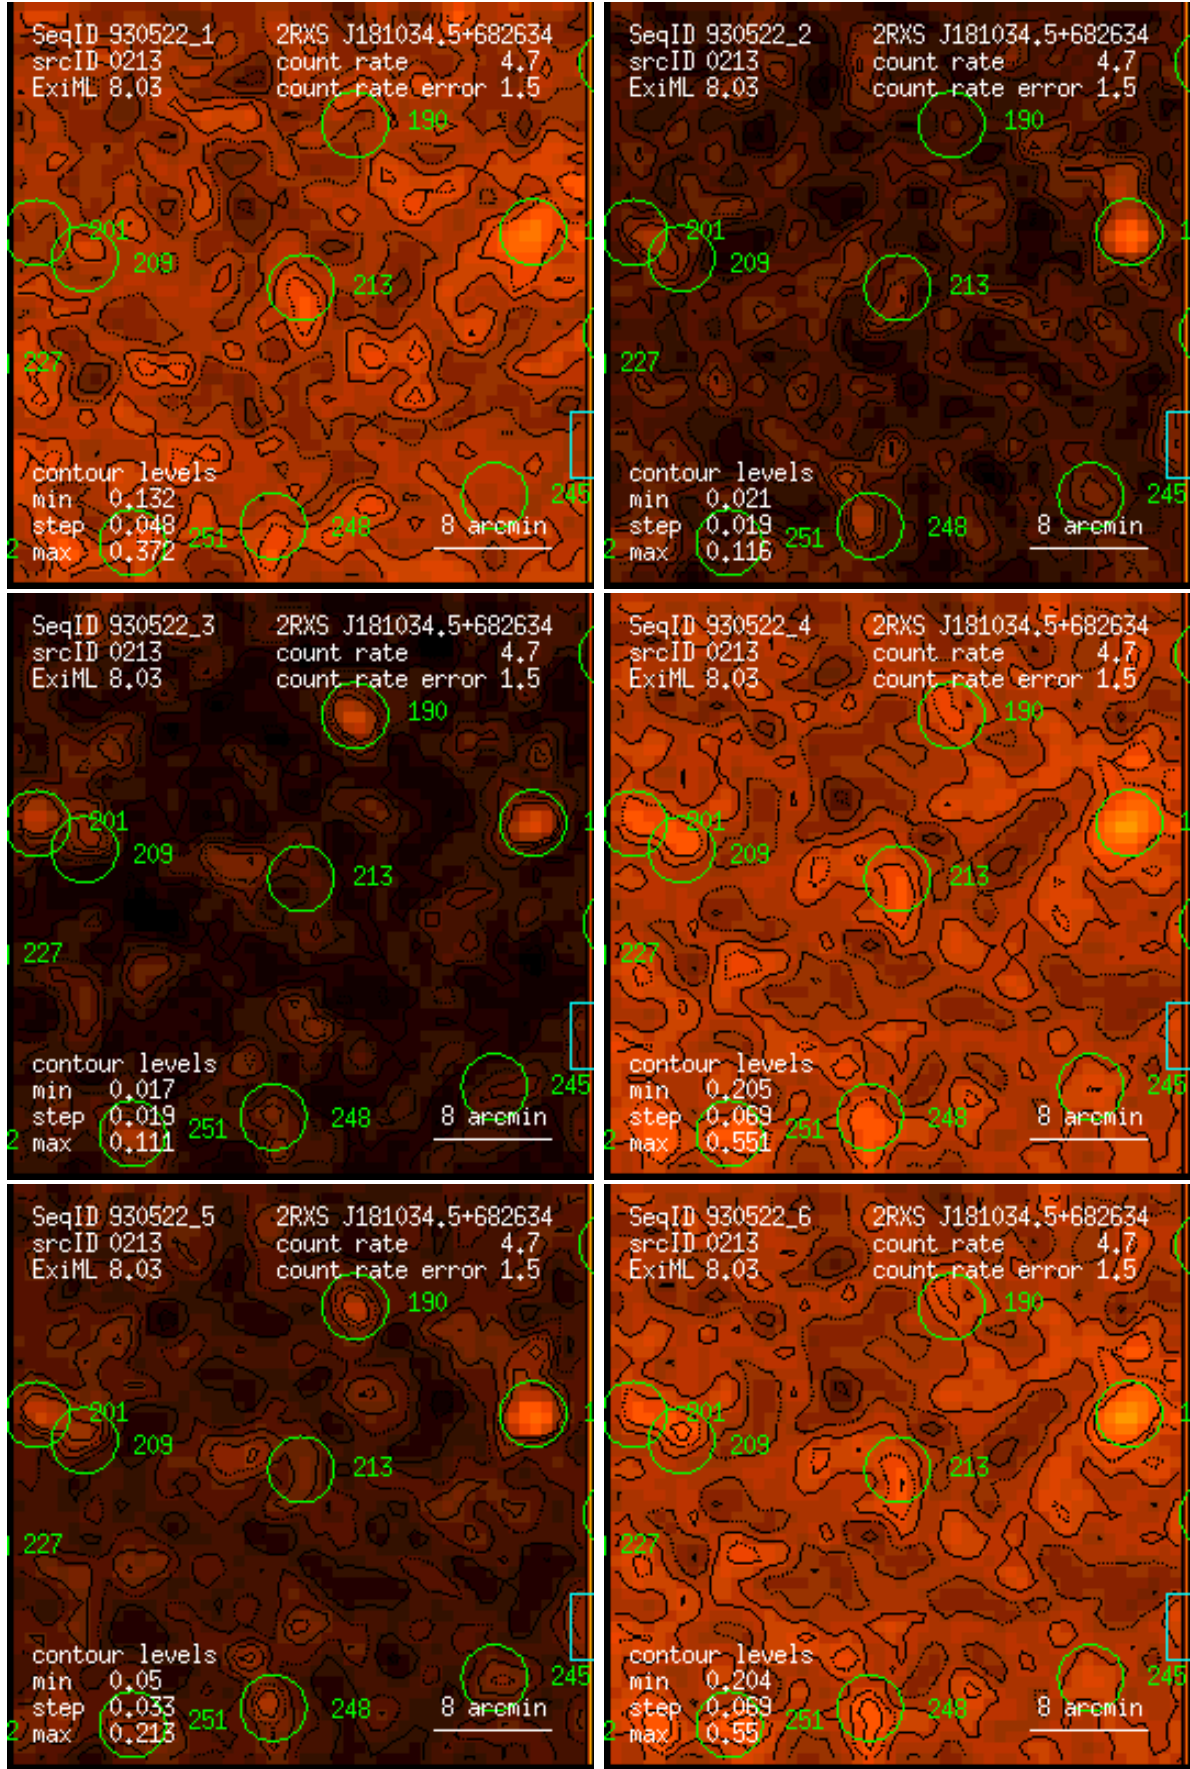 SeqID 930522_1 2RXS J181034.5+682634
srcID 0213 count rate 4.7
ExiML 8.03 count rate error 1.5
190
201
209
213
1
227
contour levels
min 0.132
step 0.048
max 0.372
245
248
251
2
8 arcmin
SeqID 930522_2 2RXS J181034.5+682634
srcID 0213 count rate 4.7
ExiML 8.03 count rate error 1.5
190
201
209
213
1
227
contour levels
min 0.021
step 0.019
max 0.116
245
248
251
2
8 arcmin
SeqID 930522_3 2RXS J181034.5+682634
srcID 0213 count rate 4.7
ExiML 8.03 count rate error 1.5
190
201
209
213
1
227
contour levels
min 0.017
step 0.019
max 0.111
245
248
251
2
8 arcmin
SeqID 930522_4 2RXS J181034.5+682634
srcID 0213 count rate 4.7
ExiML 8.03 count rate error 1.5
190
201
209
213
1
227
contour levels
min 0.205
step 0.069
max 0.551
245
248
251
2
8 arcmin
SeqID 930522_5 2RXS J181034.5+682634
srcID 0213 count rate 4.7
ExiML 8.03 count rate error 1.5
190
201
209
213
1
227
contour levels
min 0.05
step 0.033
max 0.213
245
248
251
2
8 arcmin
SeqID 930522_6 2RXS J181034.5+682634
srcID 0213 count rate 4.7
ExiML 8.03 count rate error 1.5
190
201
209
213
1
227
contour levels
min 0.204
step 0.069
max 0.55
245
248
251
2
8 arcmin